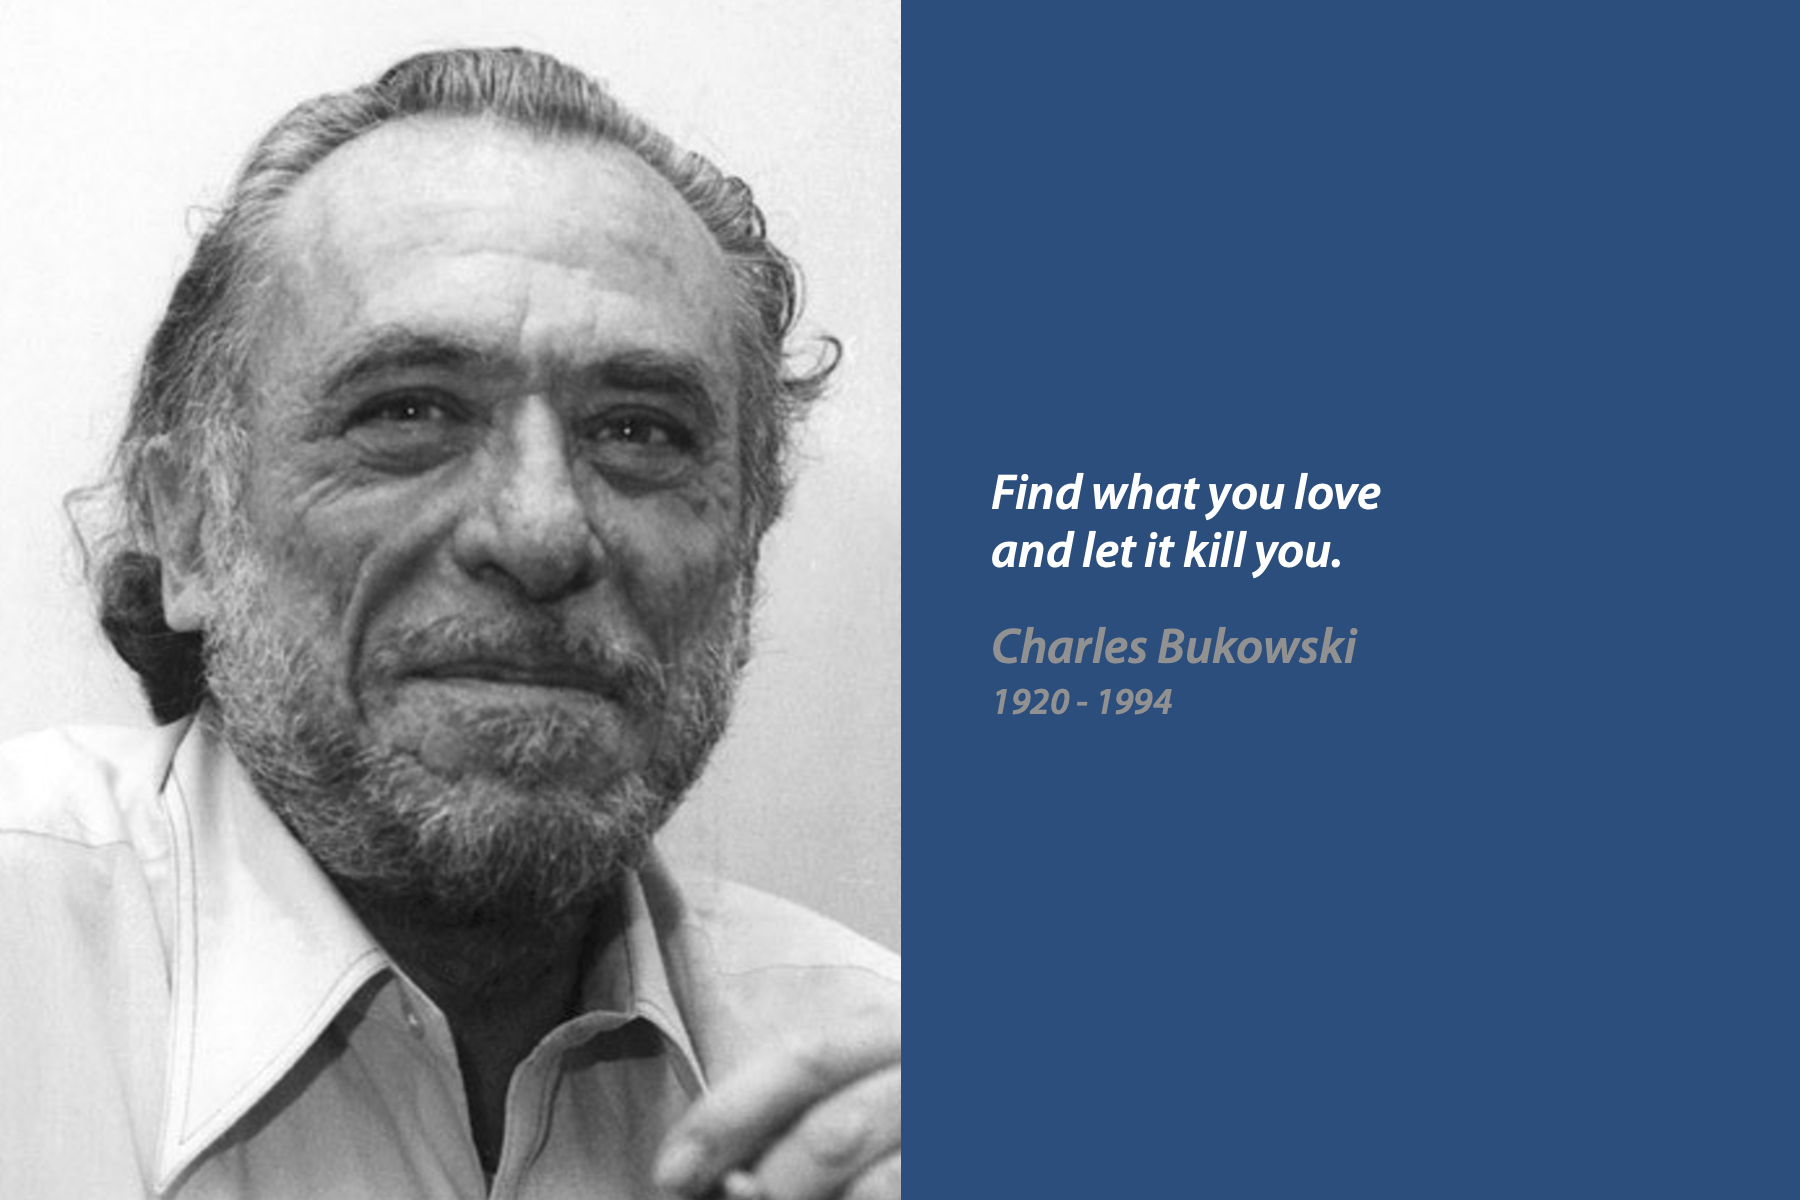 Find what you love
and let it kill you.
Charles Bukowski
1920 - 1994